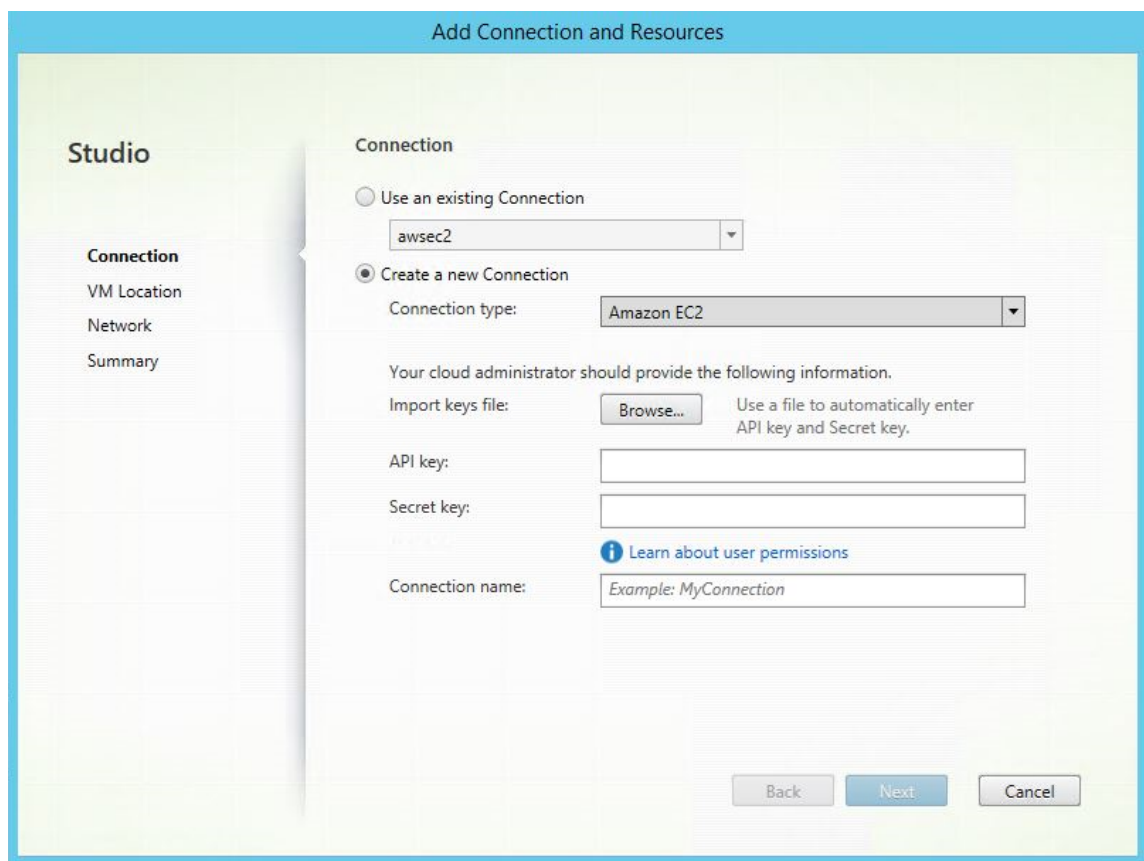 Add Connection and Resources
Studio
Connection
VM Location
Network
Summary
Connection
Use an existing Connection
awsec2
Create a new Connection
Connection type: Amazon EC2
Your cloud administrator should provide the following information.
Import keys file: Browse... Use a file to automatically enter
API key and Secret key.
API key:
Secret key:
Learn about user permissions
Connection name: Example: MyConnection
Back Next Cancel